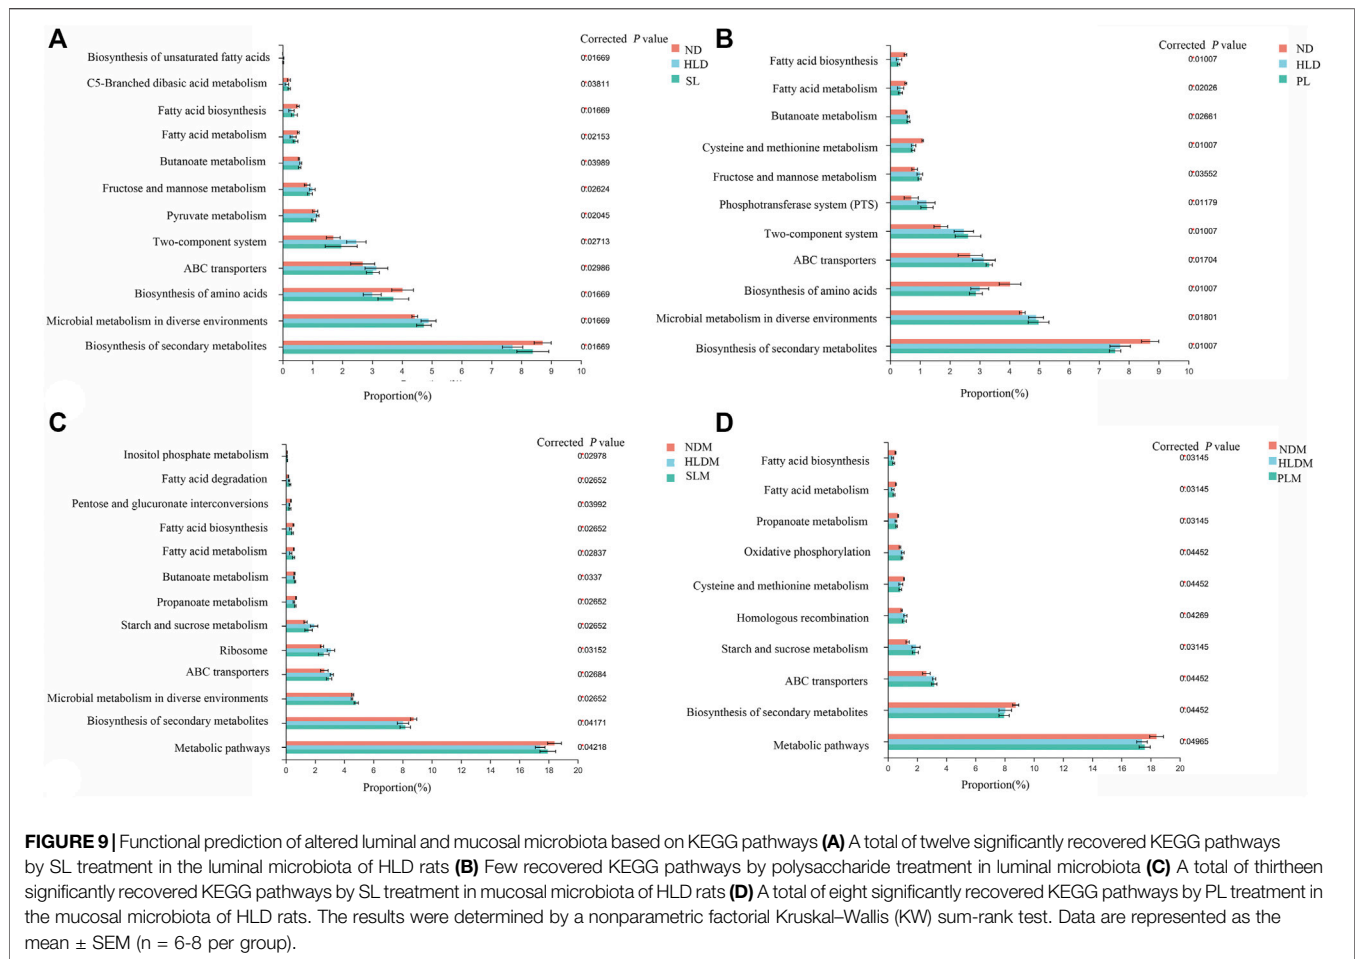 A
Corrected P value
ND
HLD
SL
Biosynthesis of unsaturated fatty acids 0.01669
C5-Branched dibasic acid metabolism 0.03811
Fatty acid biosynthesis 0.01669
Fatty acid metabolism 0.02153
Butanoate metabolism 0.03989
Fructose and mannose metabolism 0.02624
Pyruvate metabolism 0.02045
Two-component system 0.02713
ABC transporters 0.02986
Biosynthesis of amino acids 0.01669
Microbial metabolism in diverse environments 0.01669
Biosynthesis of secondary metabolites 0.01669
0 1 2 3 4 5 6 7 8 9 10
Proportion(%)
B
Corrected P value
ND
HLD
PL
Fatty acid biosynthesis 0.01007
Fatty acid metabolism 0.02026
Butanoate metabolism 0.02661
Cysteine and methionine metabolism 0.01007
Fructose and mannose metabolism 0.03552
Phosphotransferase system (PTS) 0.01179
Two-component system 0.01007
ABC transporters 0.01704
Biosynthesis of amino acids 0.01007
Microbial metabolism in diverse environments 0.01801
Biosynthesis of secondary metabolites 0.01007
0 1 2 3 4 5 6 7 8 9 10
Proportion(%)
C
Corrected P value
NDM
HLDM
SLM
Inositol phosphate metabolism 0.02978
Fatty acid degradation 0.02652
Pentose and glucuronate interconversions 0.03992
Fatty acid biosynthesis 0.02652
Fatty acid metabolism 0.02837
Butanoate metabolism 0.0337
Propanoate metabolism 0.02652
Starch and sucrose metabolism 0.02652
Ribosome 0.03152
ABC transporters 0.02684
Microbial metabolism in diverse environments 0.02652
Biosynthesis of secondary metabolites 0.04171
Metabolic pathways 0.04218
0 2 4 6 8 10 12 14 16 18 20
Proportion(%)
D
Corrected P value
NDM
HLDM
PLM
Fatty acid biosynthesis 0.03145
Fatty acid metabolism 0.03145
Propanoate metabolism 0.03145
Oxidative phosphorylation 0.04452
Cysteine and methionine metabolism 0.04452
Homologous recombination 0.04269
Starch and sucrose metabolism 0.03145
ABC transporters 0.04452
Biosynthesis of secondary metabolites 0.04452
Metabolic pathways 0.04965
0 2 4 6 8 10 12 14 16 18 20
Proportion(%)
FIGURE 9 | Functional prediction of altered luminal and mucosal microbiota based on KEGG pathways (A) A total of twelve significantly recovered KEGG pathways
by SL treatment in the luminal microbiota of HLD rats (B) Few recovered KEGG pathways by polysaccharide treatment in luminal microbiota (C) A total of thirteen
significantly recovered KEGG pathways by SL treatment in mucosal microbiota of HLD rats (D) A total of eight significantly recovered KEGG pathways by PL treatment in
the mucosal microbiota of HLD rats. The results were determined by a nonparametric factorial Kruskal–Wallis (KW) sum-rank test. Data are represented as the
mean ± SEM (n = 6-8 per group).